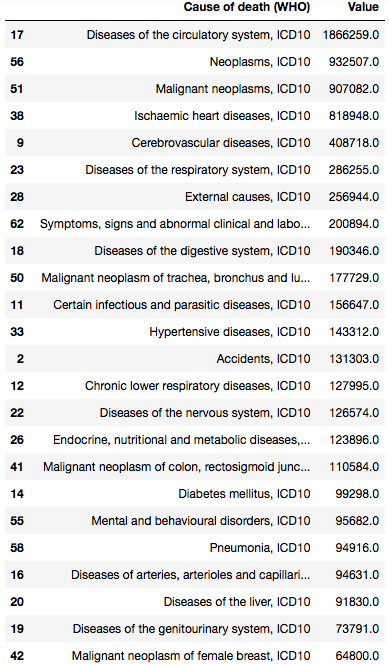 Cause of death (WHO) Value
17 Diseases of the circulatory system, ICD10 1866259.0
56 Neoplasms, ICD10 932507.0
51 Malignant neoplasms, ICD10 907082.0
38 Ischaemic heart diseases, ICD10 818948.0
9 Cerebrovascular diseases, ICD10 408718.0
23 Diseases of the respiratory system, ICD10 286255.0
28 External causes, ICD10 256944.0
62 Symptoms, signs and abnormal clinical and labo... 200894.0
18 Diseases of the digestive system, ICD10 190346.0
50 Malignant neoplasm of trachea, bronchus and lu... 177729.0
11 Certain infectious and parasitic diseases, ICD10 156647.0
33 Hypertensive diseases, ICD10 143312.0
2 Accidents, ICD10 131303.0
12 Chronic lower respiratory diseases, ICD10 127995.0
22 Diseases of the nervous system, ICD10 126574.0
26 Endocrine, nutritional and metabolic diseases,... 123896.0
41 Malignant neoplasm of colon, rectosigmoid junc... 110584.0
14 Diabetes mellitus, ICD10 99298.0
55 Mental and behavioural disorders, ICD10 95682.0
58 Pneumonia, ICD10 94916.0
16 Diseases of arteries, arterioles and capillari... 94631.0
20 Diseases of the liver, ICD10 91830.0
19 Diseases of the genitourinary system, ICD10 73791.0
42 Malignant neoplasm of female breast, ICD10 64800.0